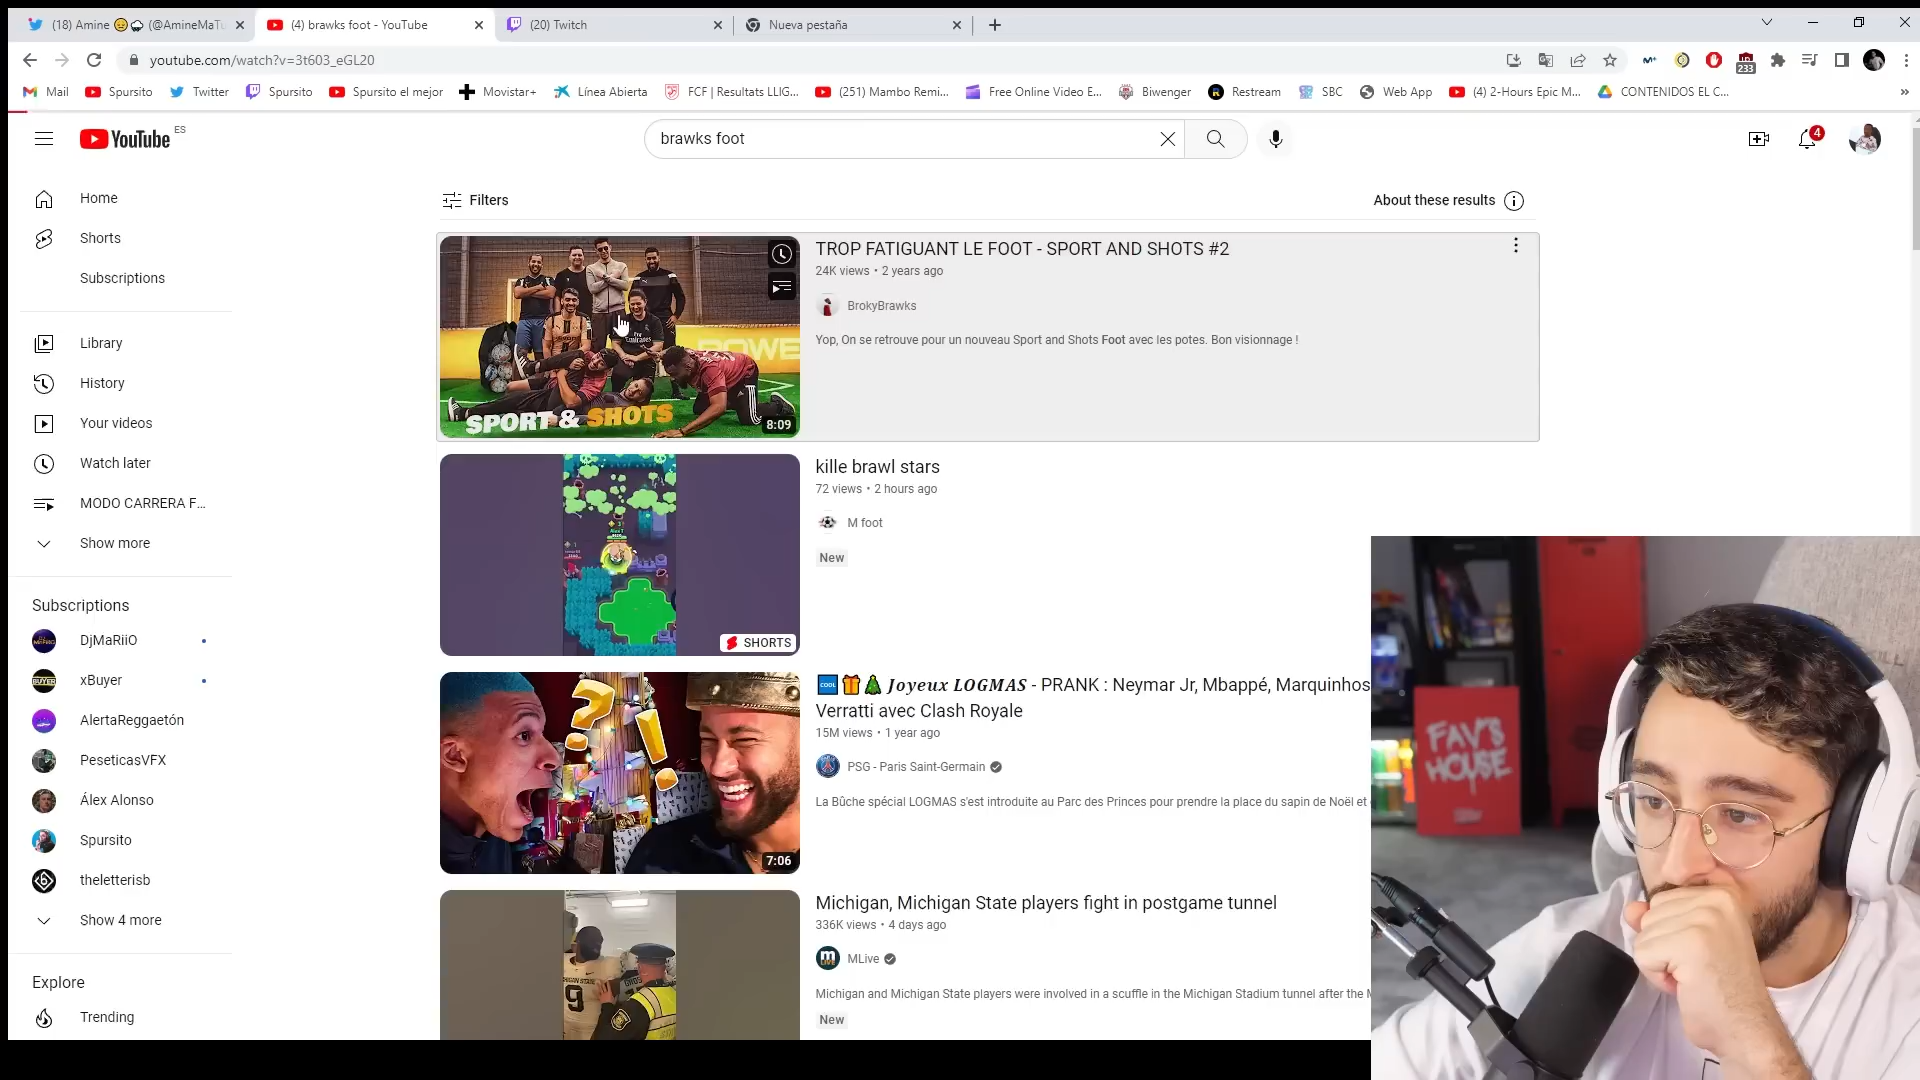 (18) Amine 😔🌧 (@AmineMaTu
(4) brawks foot - YouTube
(20) Twitch
Nueva pestaña
youtube.com/watch?v=3t603_eGL20
233
Mail
Spursito
Twitter
Spursito
Spursito el mejor
Movistar+
Línea Abierta
FCF | Resultats LLIG...
(251) Mambo Remi...
Free Online Video E...
Biwenger
Restream
SBC
Web App
(4) 2-Hours Epic M...
CONTENIDOS EL C...
YouTube ES
brawks foot
4
Home
Shorts
Subscriptions
Library
History
Your videos
Watch later
MODO CARRERA F...
Show more
Subscriptions
DjMaRiiO
xBuyer
AlertaReggaetón
PeseticasVFX
Álex Alonso
Spursito
theletterisb
Show 4 more
Explore
Trending
Filters
About these results
SPORT & SHOTS
8:09
TROP FATIGUANT LE FOOT - SPORT AND SHOTS #2
24K views • 2 years ago
BrokyBrawks
Yop, On se retrouve pour un nouveau Sport and Shots Foot avec les potes. Bon visionnage !
SHORTS
kille brawl stars
72 views • 2 hours ago
M foot
New
7:06
🆒🎁🎄 Joyeux LOGMAS - PRANK : Neymar Jr, Mbappé, Marquinhos
Verratti avec Clash Royale
15M views • 1 year ago
PSG - Paris Saint-Germain
La Bûche spécial LOGMAS s'est introduite au Parc des Princes pour prendre la place du sapin de Noël et
Michigan, Michigan State players fight in postgame tunnel
336K views • 4 days ago
MLive
Michigan and Michigan State players were involved in a scuffle in the Michigan Stadium tunnel after the
New
FAV'S
HOUSE